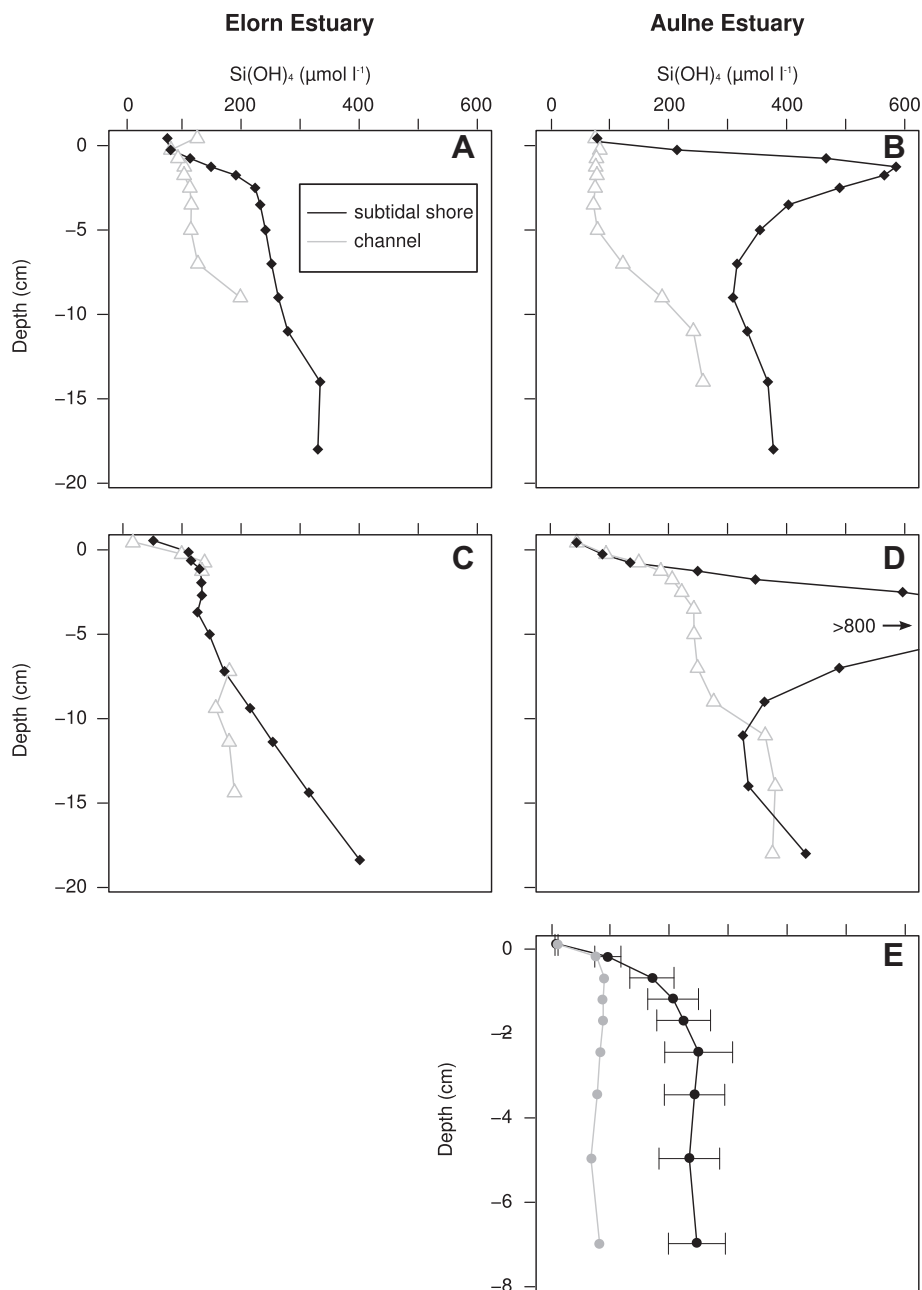 Elorn Estuary Aulne Estuary
Si(OH)₄ (μmol l⁻¹) Si(OH)₄ (μmol l⁻¹)
0 200 400 600 0 200 400 600
A B
0
−5
−10
−15
−20
Depth (cm)
subtidal shore
channel
C D
0
−5
−10
−15
−20
Depth (cm)
>800
E
0
−2
−4
−6
−8
Depth (cm)